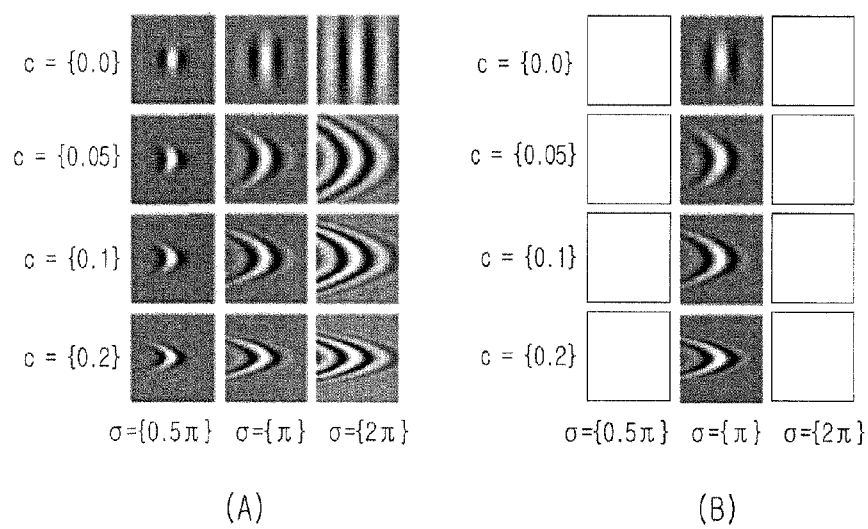 c = {0.0}
c = {0.05}
c = {0.1}
c = {0.2}
σ={0.5π} σ={π} σ={2π}
(A)
c = {0.0}
c = {0.05}
c = {0.1}
c = {0.2}
σ={0.5π} σ={π} σ={2π}
(B)